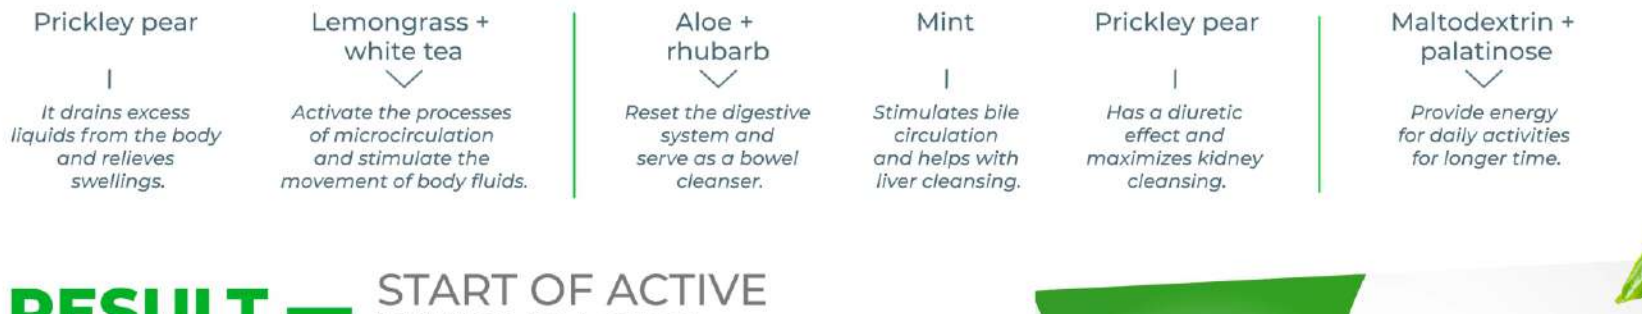 Prickley pear
It drains excess
liquids from the body
and relieves
swellings.
Lemongrass +
white tea
Activate the processes
of microcirculation
and stimulate the
movement of body fluids.
Aloe +
rhubarb
Reset the digestive
system and
serve as a bowel
cleanser.
Mint
Stimulates bile
circulation
and helps with
liver cleansing.
Prickley pear
Has a diuretic
effect and
maximizes kidney
cleansing.
Maltodextrin +
palatinose
Provide energy
for daily activities
for longer time.
RESULT —
START OF ACTIVE